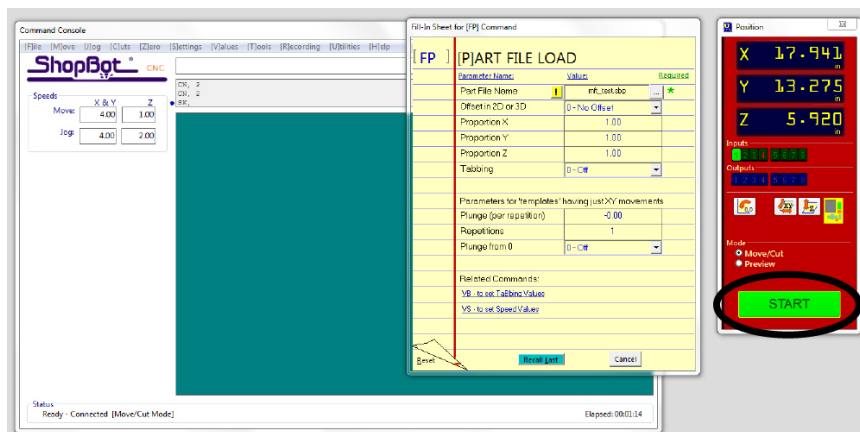 Command Console
[F]ile [M]ove [J]og [C]uts [Z]ero [S]ettings [V]alues [T]ools [R]ecording [U]tilities [H]elp
ShopBot CNC
CN, 2
CN, 2
SK,
Speeds
X & Y Z
Move: 4.00 1.00
Jog: 4.00 2.00
Status
Ready - Connected [Move/Cut Mode] Elapsed: 00:01:14
Fill-In Sheet for [FP] Command
[FP] [P]ART FILE LOAD
Parameter Name: Value: Required
Part File Name ! mft_test.sbp ... *
Offset in 2D or 3D 0 - No Offset
Proportion X 1.00
Proportion Y 1.00
Proportion Z 1.00
Tabbing 0 - Off
Parameters for 'templates' having just XY movements
Plunge (per repetition) -0.00
Repetitions 1
Plunge from 0 0 - Off
Related Commands:
VB - to set TaBbing Values
VS - to set Speed Values
Reset Recall Last Cancel
Position
X 17.941 in
Y 13.275 in
Z 5.920 in
Inputs
1 2 3 4 5 6 7 8
Outputs
1 2 3 4 5 6 7 8
Mode
Move/Cut
Preview
START